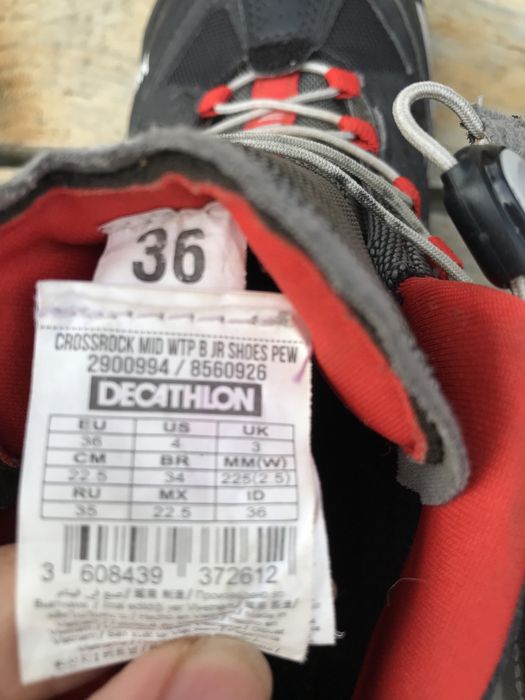 36
CROSSROCK MID WTP B JR SHOES PEW
2900994 / 8560926
DECATHLON
EU US UK
36 4 3
CM BR MM(W)
22.5 34 225(2.5)
RU MX ID
35 22.5 36
3 608439 372612